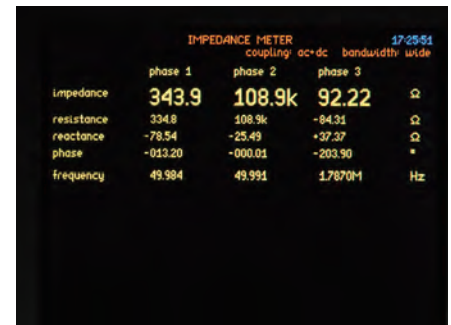 IMPEDANCE METER 17:25:51
coupling: ac+dc bandwidth: wide
phase 1 phase 2 phase 3
impedance 343.9 108.9k 92.22 Ω
resistance 334.8 108.9k -84.31 Ω
reactance -78.54 -25.49 +37.37 Ω
phase -013.20 -000.01 -203.90 °
frequency 49.984 49.991 1.7870M Hz